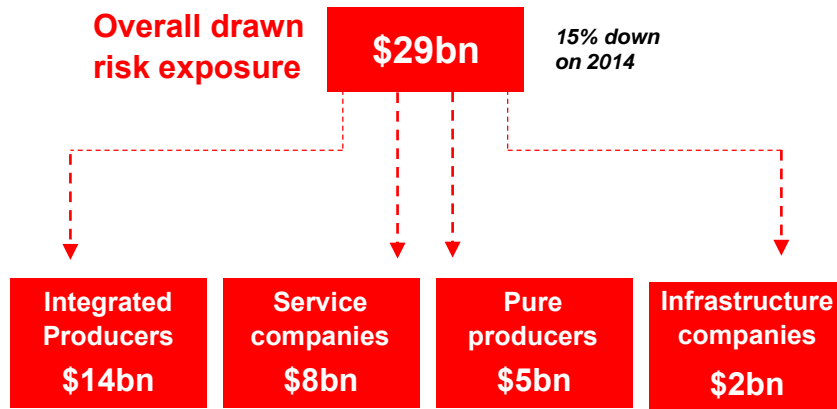 Overall drawn
risk exposure
$29bn
15% down
on 2014
Integrated
Producers
$14bn
Service
companies
$8bn
Pure
producers
$5bn
Infrastructure
companies
$2bn